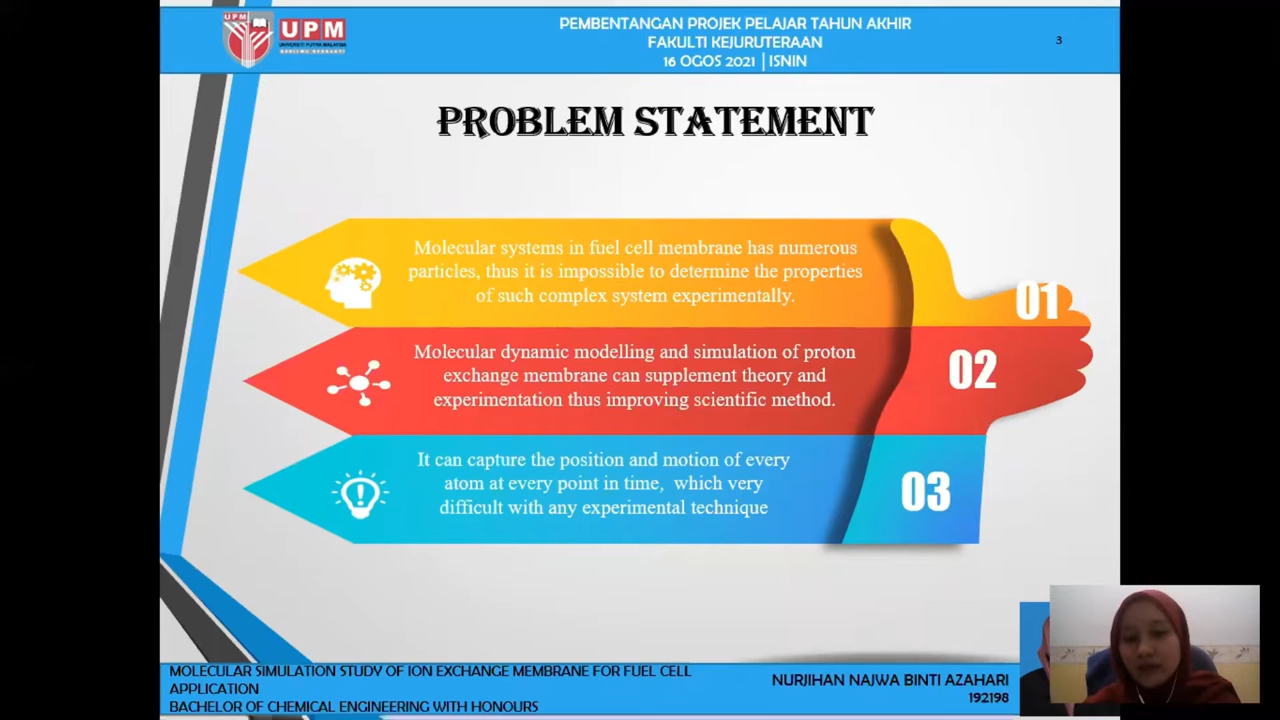 UPM
UPM
UNIVERSITI PUTRA MALAYSIA
BERILMU BERBAKTI
PEMBENTANGAN PROJEK PELAJAR TAHUN AKHIR
FAKULTI KEJURUTERAAN
16 OGOS 2021 | ISNIN
3
PROBLEM STATEMENT
Molecular systems in fuel cell membrane has numerous
particles, thus it is impossible to determine the properties
of such complex system experimentally.
01
Molecular dynamic modelling and simulation of proton
exchange membrane can supplement theory and
experimentation thus improving scientific method.
02
It can capture the position and motion of every
atom at every point in time, which very
difficult with any experimental technique
03
MOLECULAR SIMULATION STUDY OF ION EXCHANGE MEMBRANE FOR FUEL CELL
APPLICATION
BACHELOR OF CHEMICAL ENGINEERING WITH HONOURS
NURJIHAN NAJWA BINTI AZAHARI
192198